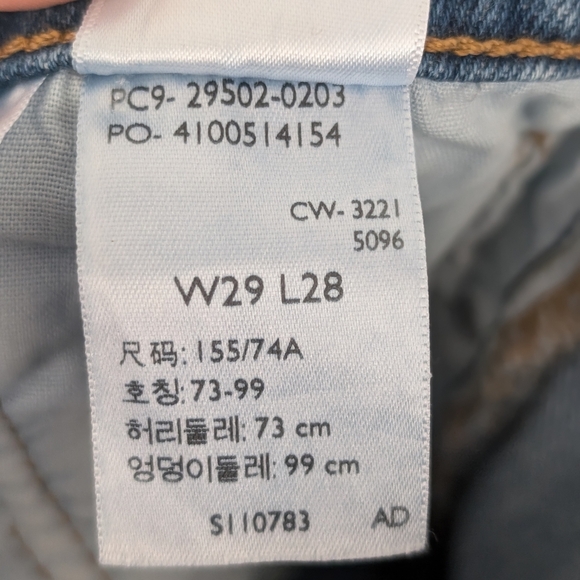 PC9- 29502-0203
PO- 4100514154
CW- 3221
5096
W29 L28
尺码: 155/74A
호칭: 73-99
허리둘레: 73 cm
엉덩이둘레: 99 cm
S110783 AD